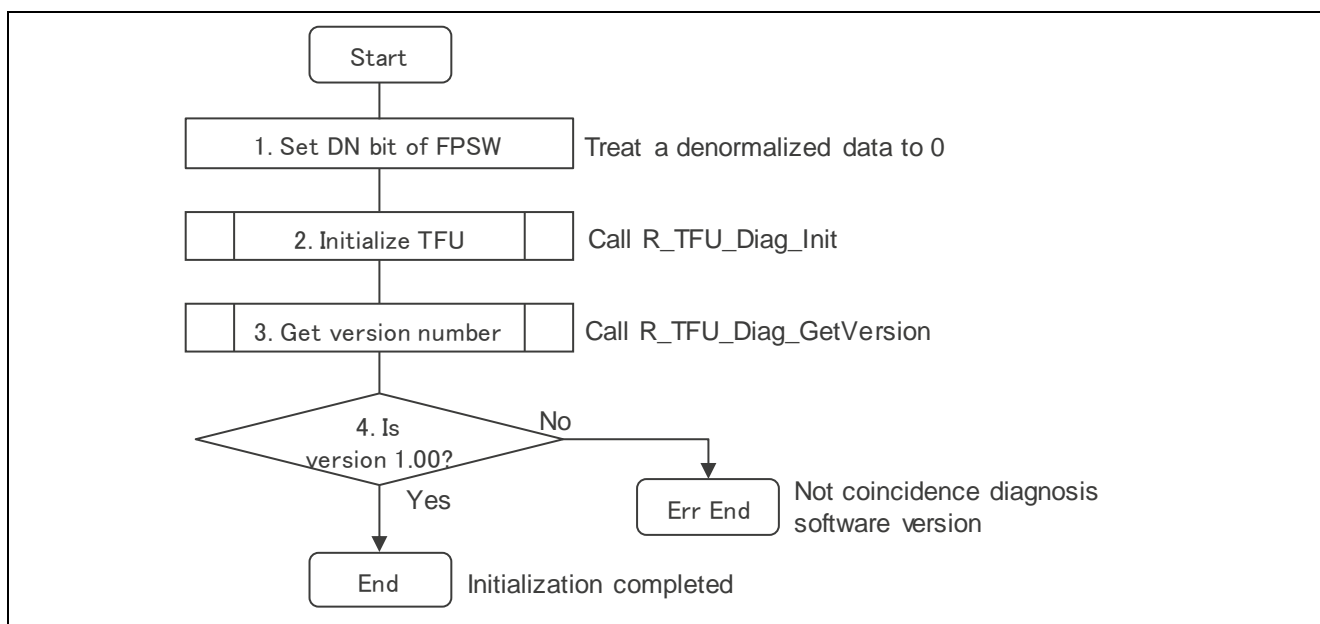 Start
1. Set DN bit of FPSW
Treat a denormalized data to 0
2. Initialize TFU
Call R_TFU_Diag_Init
3. Get version number
Call R_TFU_Diag_GetVersion
4. Is
version 1.00?
No
Yes
Err End
Not coincidence diagnosis
software version
End
Initialization completed